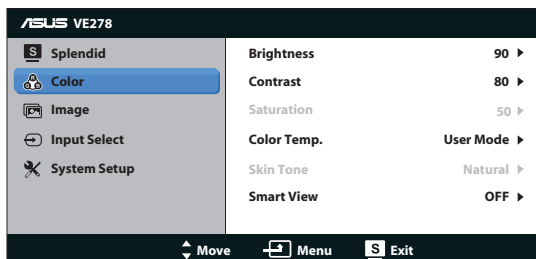 ASUS VE278
S Splendid
Color
Image
Input Select
System Setup
Brightness 90
Contrast 80
Saturation 50
Color Temp. User Mode
Skin Tone Natural
Smart View OFF
Move Menu S Exit